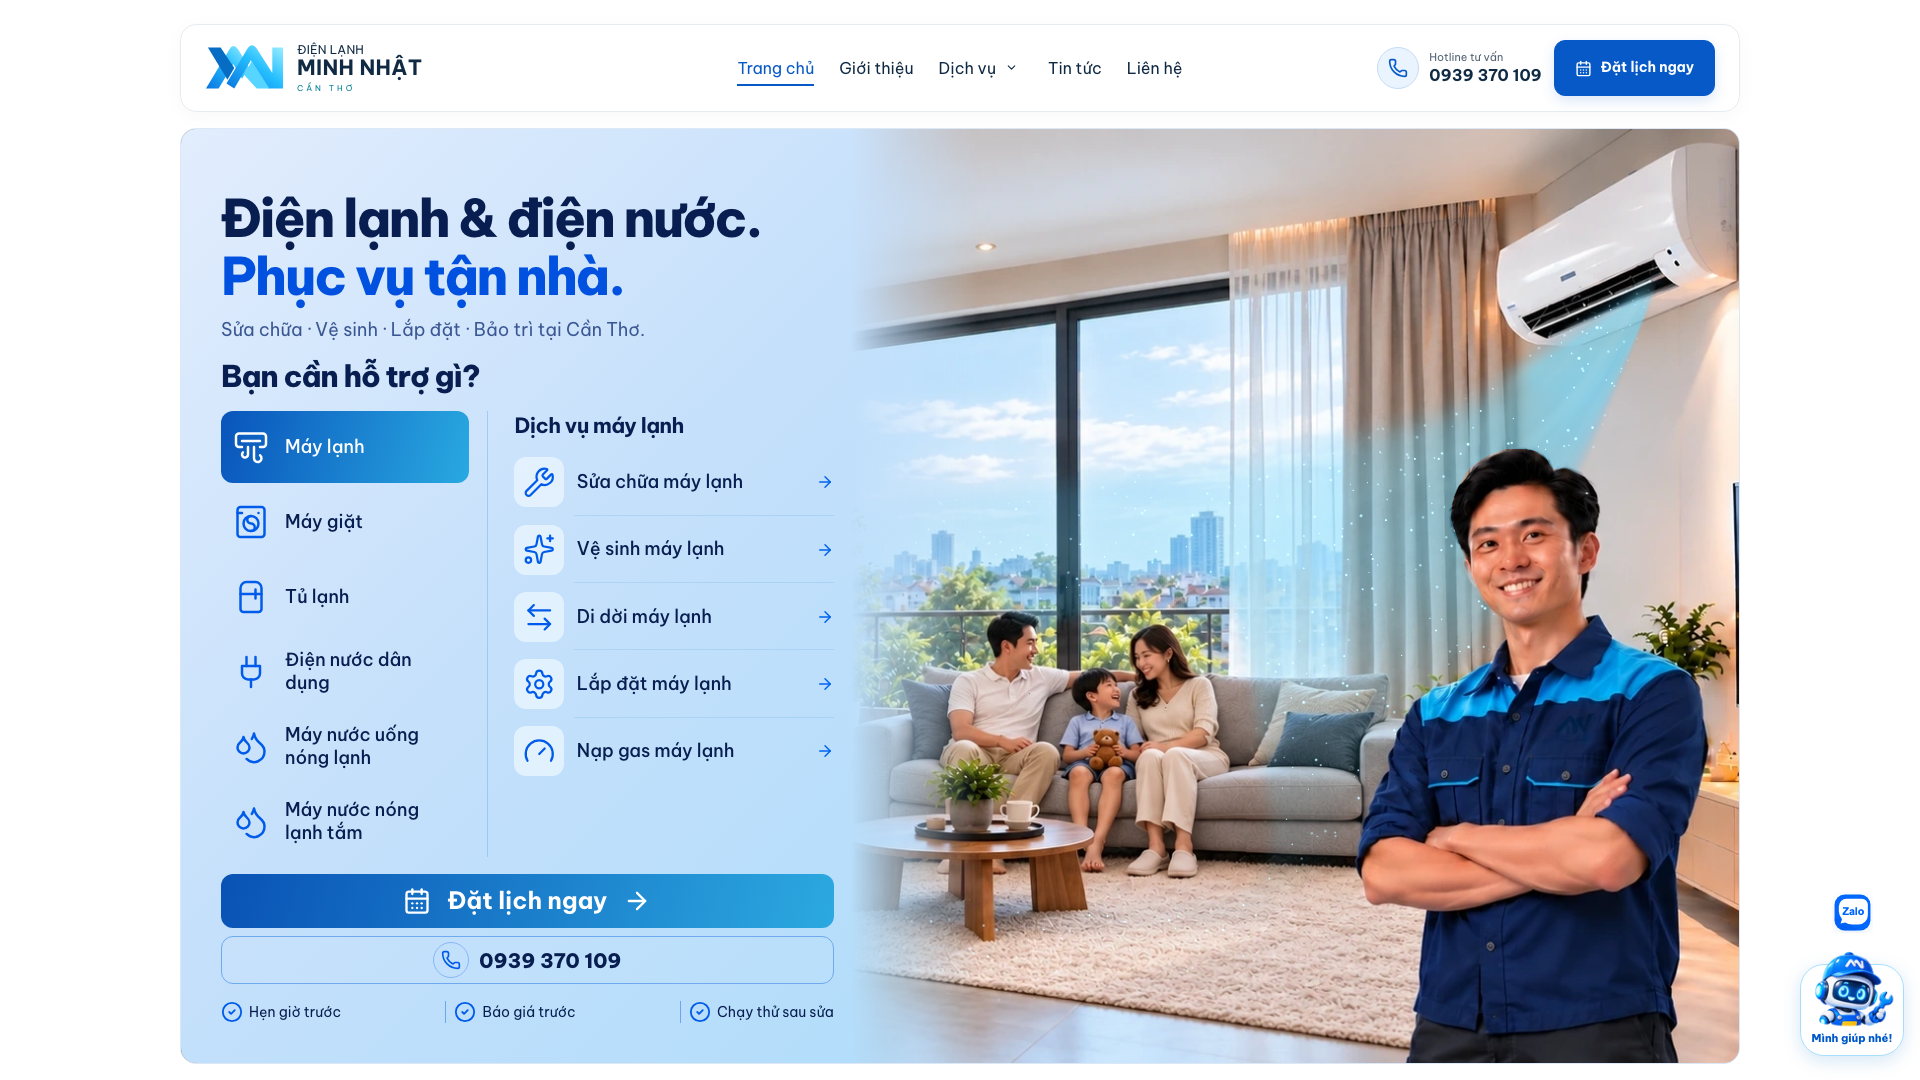 ĐIỆN LẠNH
MINH NHẬT
CẦN THƠ
Trang chủ
Giới thiệu
Dịch vụ
Tin tức
Liên hệ
Hotline tư vấn
0939 370 109
Đặt lịch ngay
Điện lạnh & điện nước.
Phục vụ tận nhà.
Sửa chữa · Vệ sinh · Lắp đặt · Bảo trì tại Cần Thơ.
Bạn cần hỗ trợ gì?
Máy lạnh
Máy giặt
Tủ lạnh
Điện nước dân
dụng
Máy nước uống
nóng lạnh
Máy nước nóng
lạnh tắm
Dịch vụ máy lạnh
Sửa chữa máy lạnh
Vệ sinh máy lạnh
Di dời máy lạnh
Lắp đặt máy lạnh
Nạp gas máy lạnh
Đặt lịch ngay
0939 370 109
Hẹn giờ trước
Báo giá trước
Chạy thử sau sửa
Zalo
Mình giúp nhé!